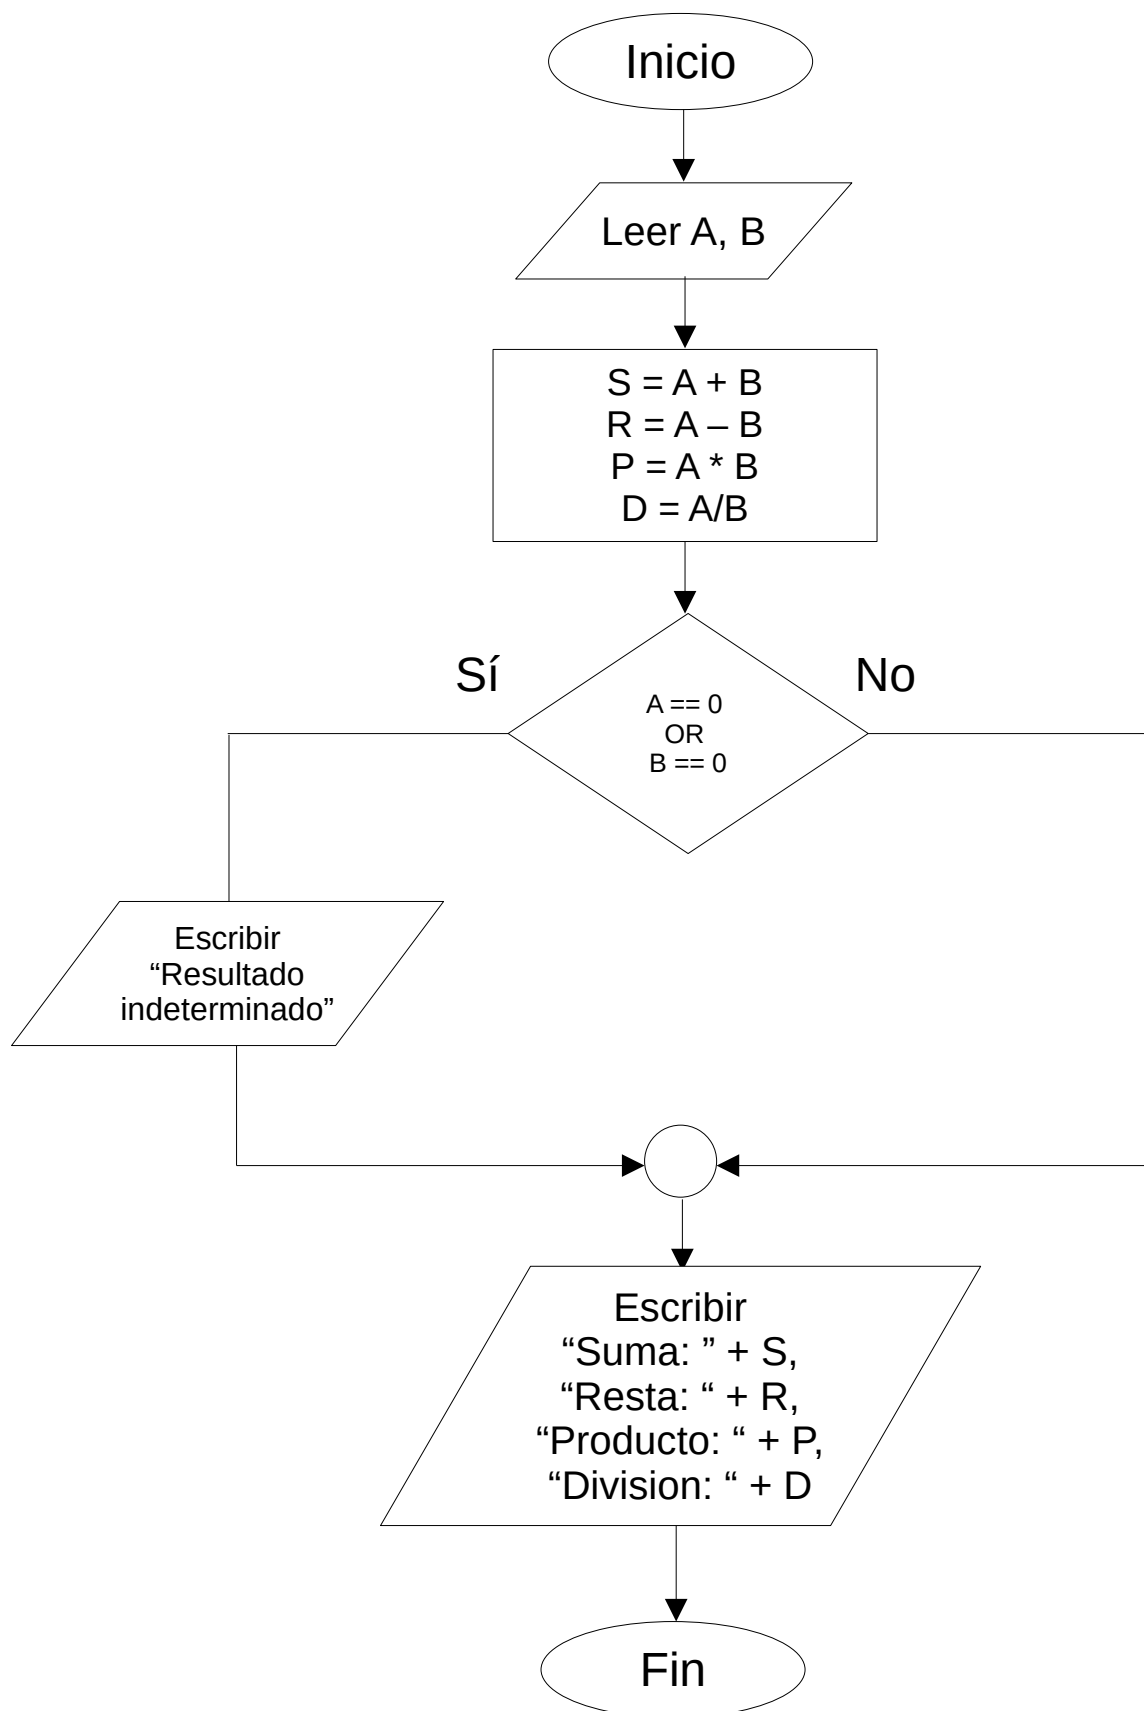 Inicio
Leer A, B
S = A + B
R = A – B
P = A * B
D = A/B
Sí
No
A == 0
OR
B == 0
Escribir
“Resultado
indeterminado”
Escribir
“Suma: ” + S,
“Resta: “ + R,
“Producto: “ + P,
“Division: “ + D
Fin